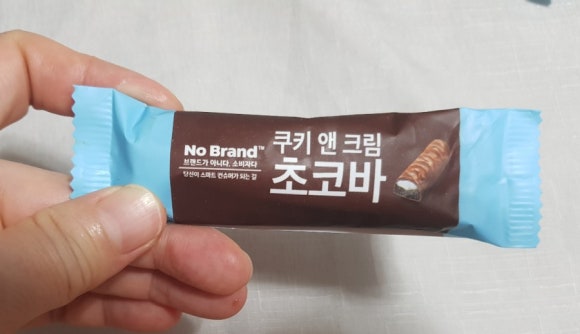 No Brand™
브랜드가 아니다. 소비자다
당신이 스마트 컨슈머가 되는 길
쿠키 앤 크림
초코바